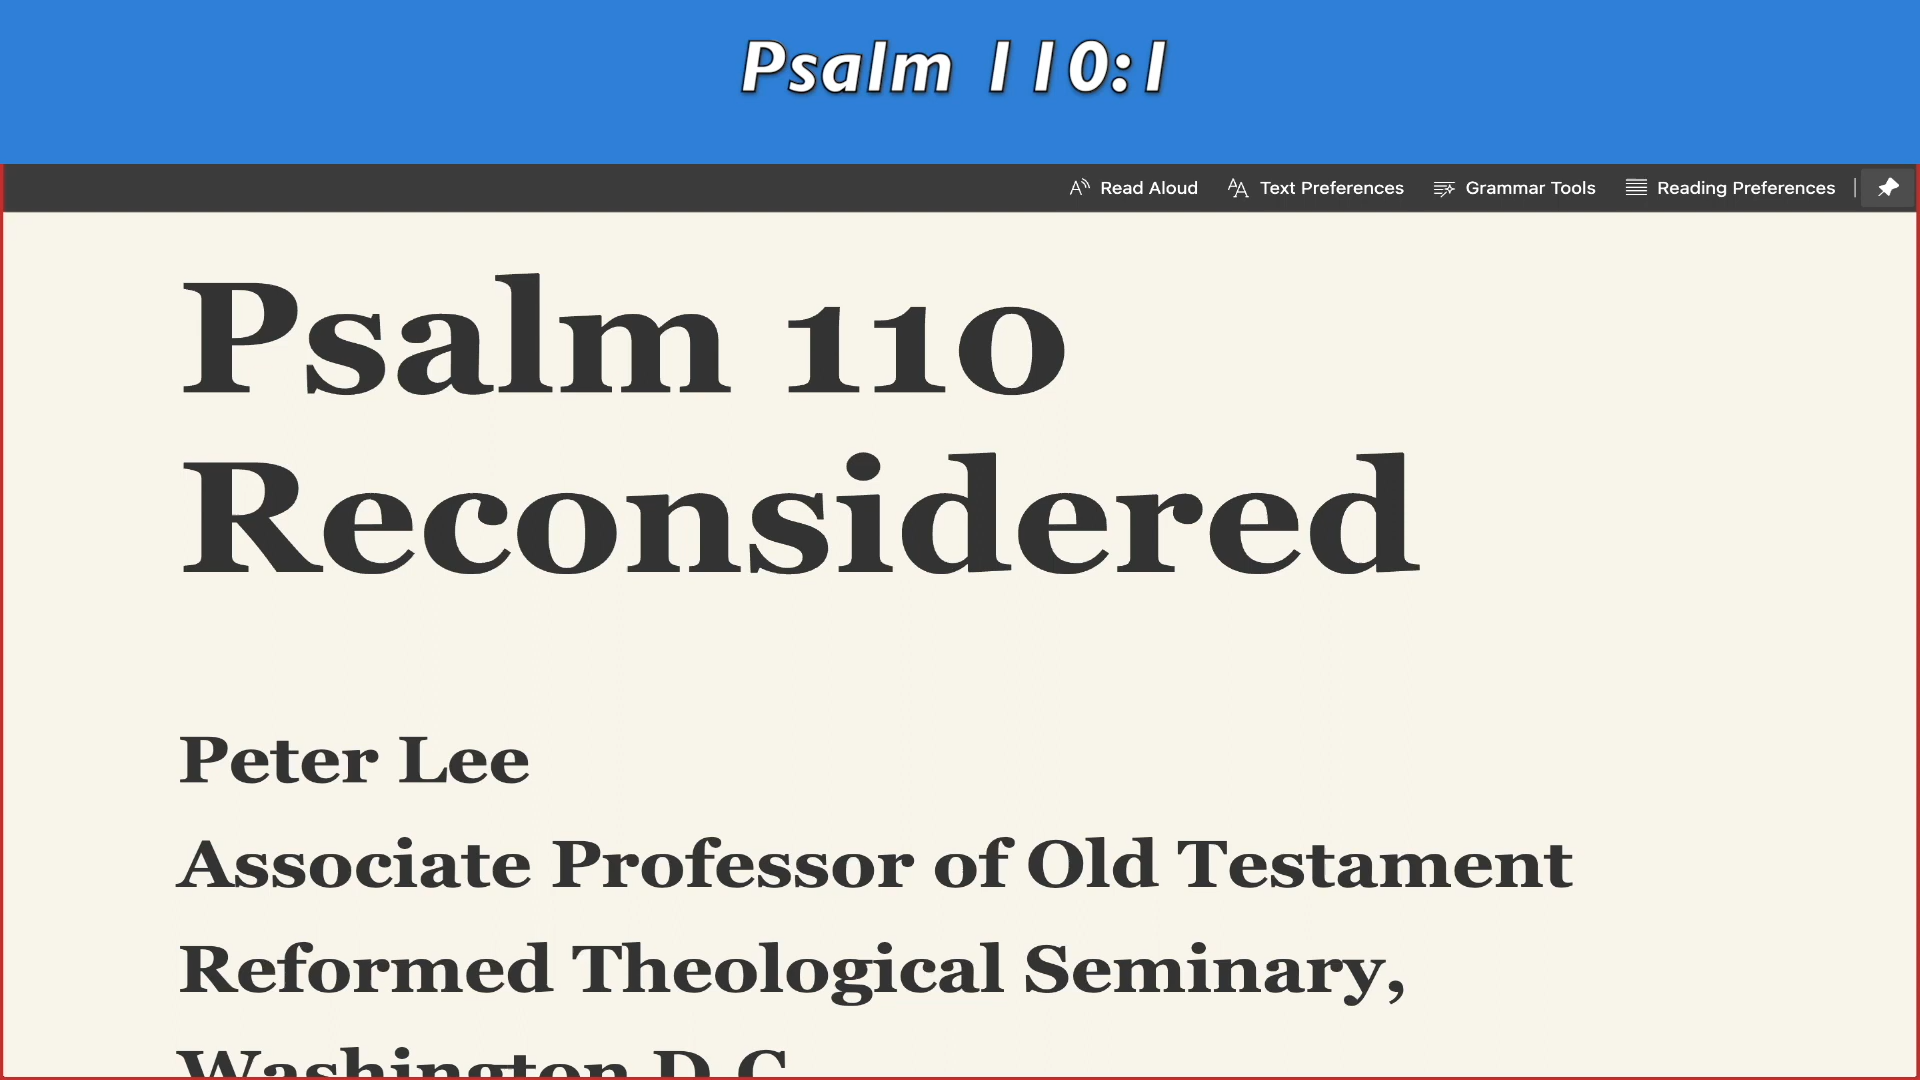 Psalm 110:1
Read Aloud Text Preferences Grammar Tools Reading Preferences
Psalm 110
Reconsidered
Peter Lee
Associate Professor of Old Testament
Reformed Theological Seminary,
Washington D.C.